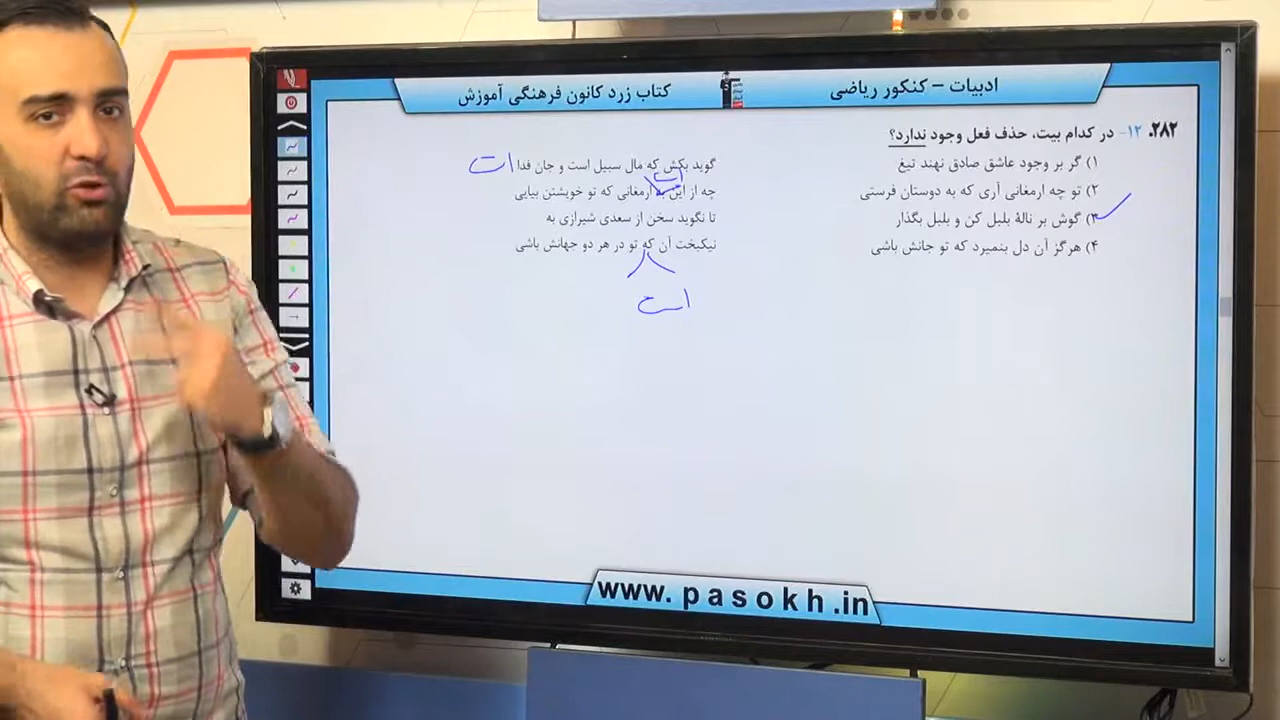 ادبیات – کنکور ریاضی
کتاب زرد کانون فرهنگی آموزش
۲۸۲. ۱۲- در کدام بیت، حذف فعل وجود ندارد؟
۱) گر بر وجود عاشق صادق نهند تیغ گوید بکش که مال سبیل است و جان فدا است
۲) تو چه ارمغانی آری که به دوستان فرستی چه از این به ارمغانی که تو خویشتن بیایی
است
۳) گوش بر نالهٔ بلبل کن و بلبل بگذار تا نگوید سخن از سعدی شیرازی به
۴) هرگز آن دل بنمیرد که تو جانش باشی نیکبخت آن که تو در هر دو جهانش باشی
است
www.pasokh.in